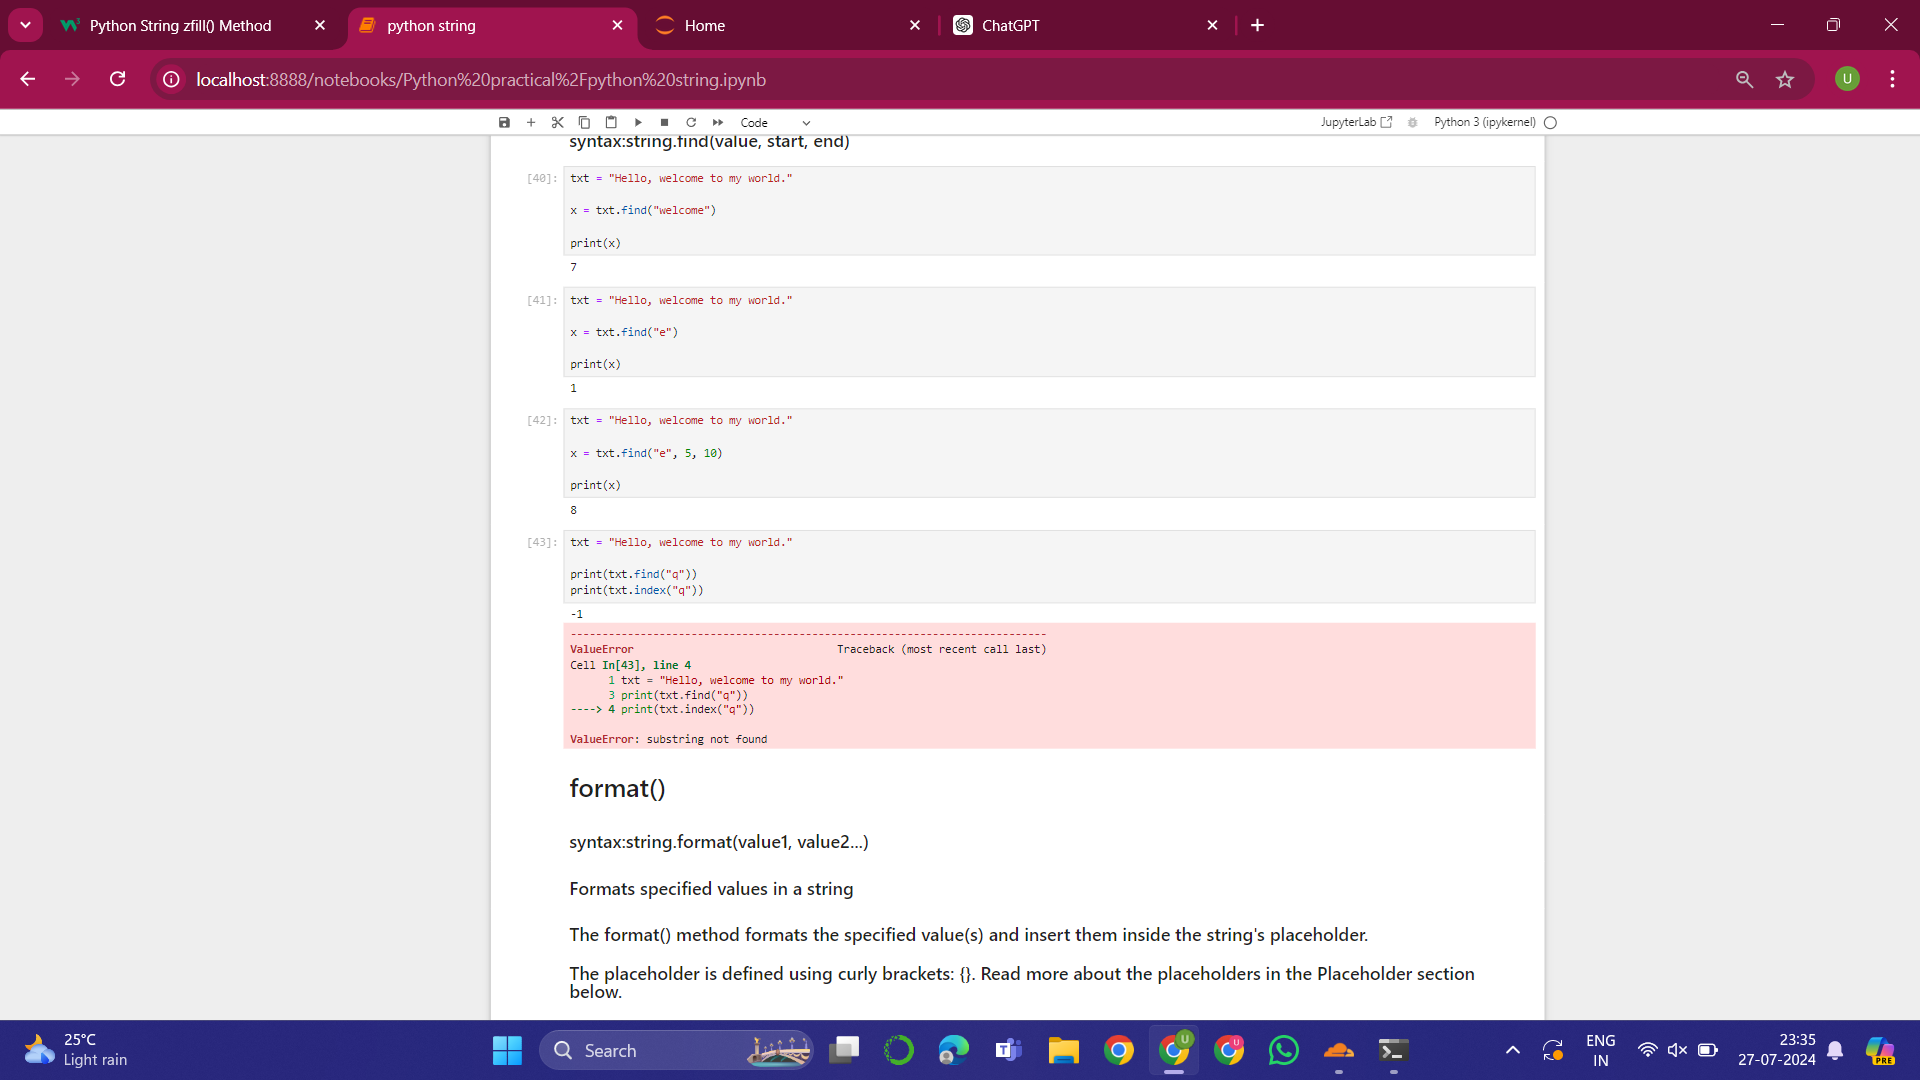 Python String zfill() Method
python string
Home
ChatGPT
localhost:8888/notebooks/Python%20practical%2Fpython%20string.ipynb
U
Code
JupyterLab
Python 3 (ipykernel)
syntax:string.find(value, start, end)
[40]:
txt = "Hello, welcome to my world."
x = txt.find("welcome")
print(x)
7
[41]:
txt = "Hello, welcome to my world."
x = txt.find("e")
print(x)
1
[42]:
txt = "Hello, welcome to my world."
x = txt.find("e", 5, 10)
print(x)
8
[43]:
txt = "Hello, welcome to my world."
print(txt.find("q"))
print(txt.index("q"))
-1
---------------------------------------------------------------------------
ValueError                                Traceback (most recent call last)
Cell In[43], line 4
      1 txt = "Hello, welcome to my world."
      3 print(txt.find("q"))
----> 4 print(txt.index("q"))
ValueError: substring not found
format()
syntax:string.format(value1, value2...)
Formats specified values in a string
The format() method formats the specified value(s) and insert them inside the string's placeholder.
The placeholder is defined using curly brackets: {}. Read more about the placeholders in the Placeholder section
below.
25°C
Light rain
Search
U
U
ENG
IN
23:35
27-07-2024
PRE